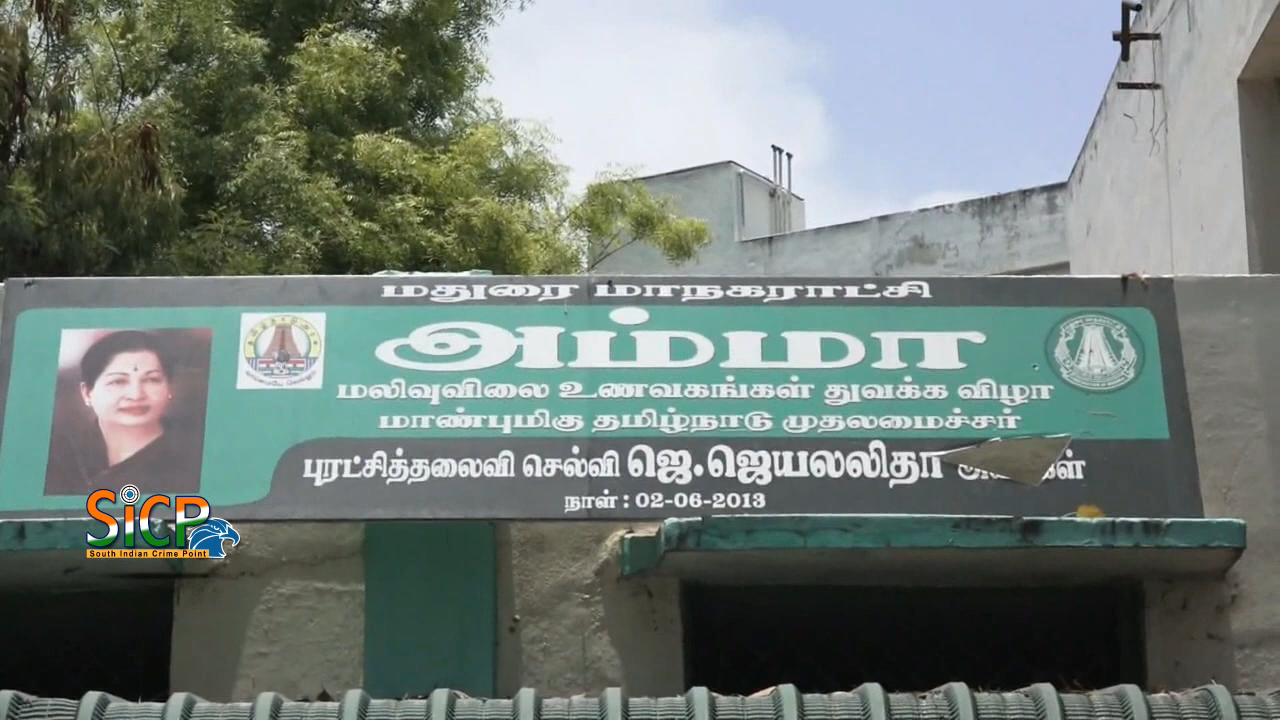 மதுரை மாநகராட்சி
அம்மா
மலிவுவிலை உணவகங்கள் துவக்க விழா
மாண்புமிகு தமிழ்நாடு முதலமைச்சர்
புரட்சித்தலைவி செல்வி ஜெ.ஜெயலலிதா
நாள் : 02-06-2013
SiCP
South Indian Crime Point